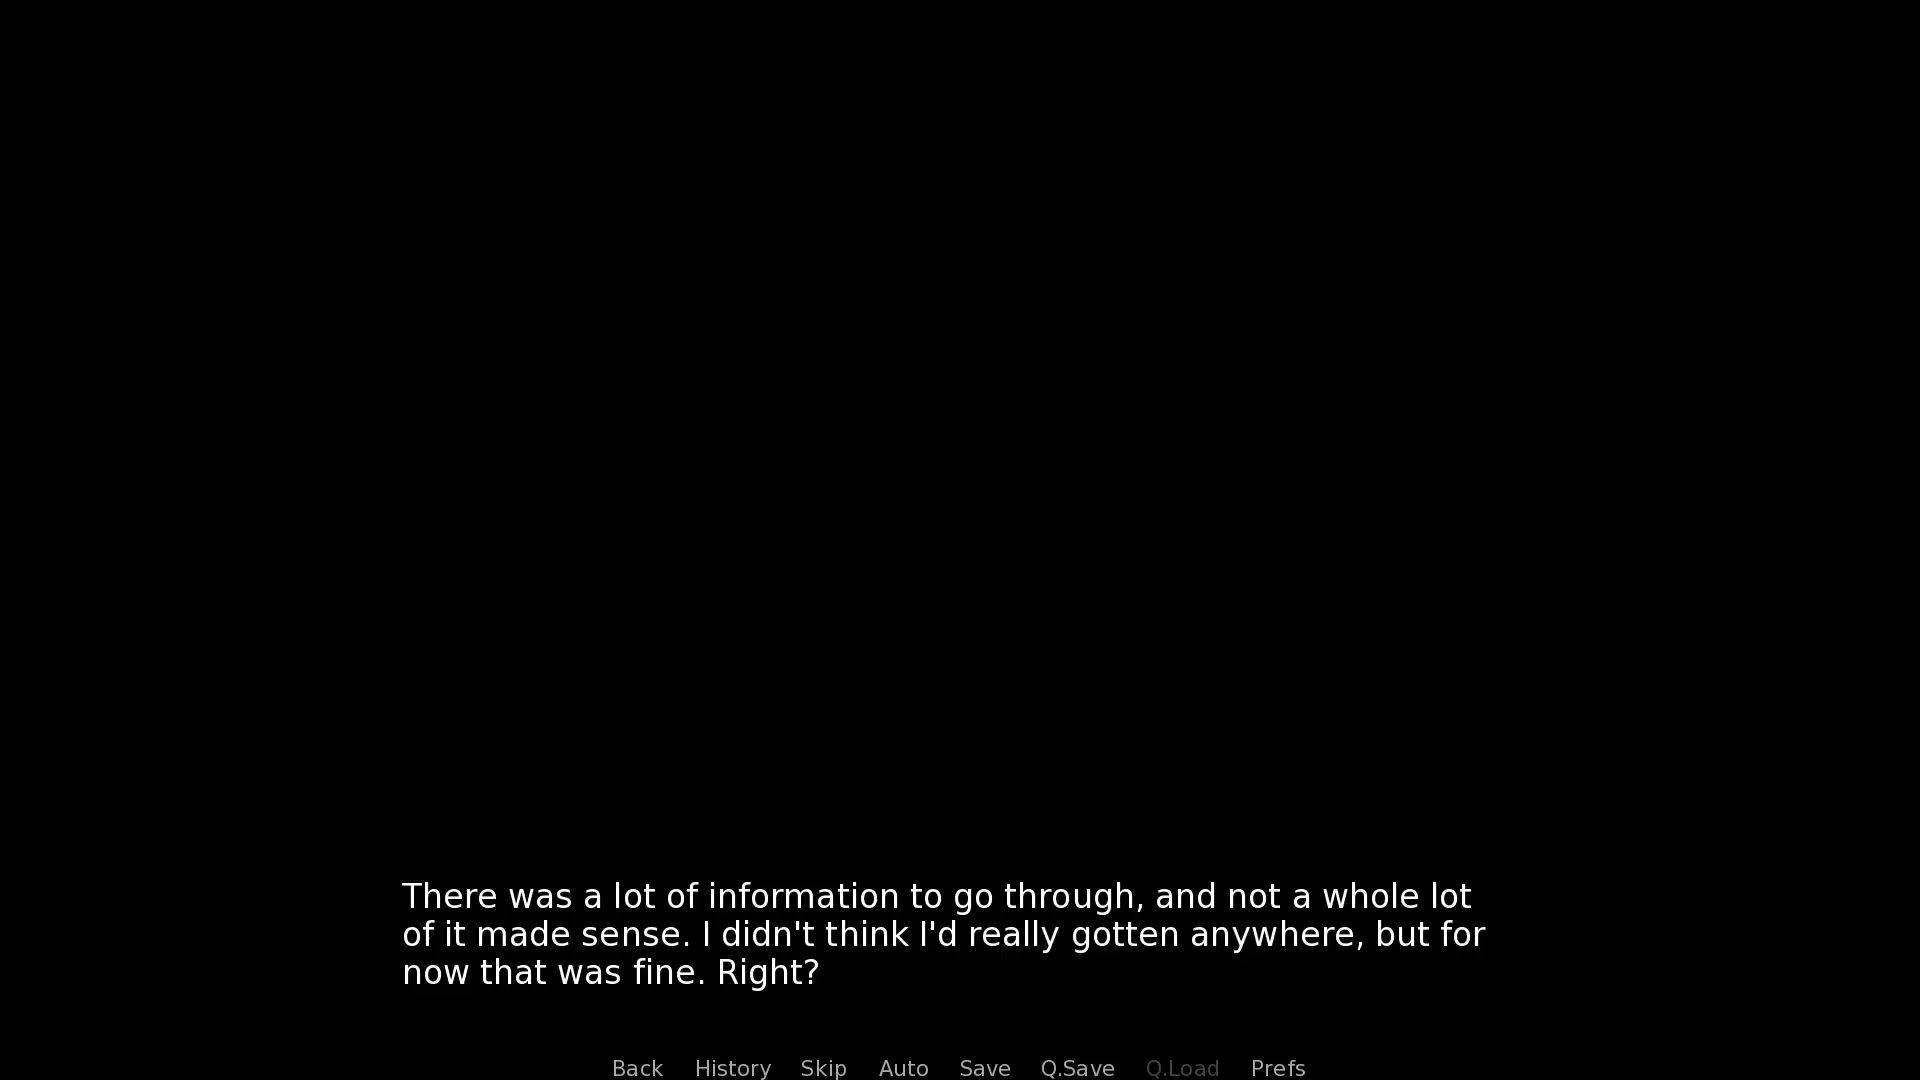 There was a lot of information to go through, and not a whole lot
of it made sense. I didn't think I'd really gotten anywhere, but for
now that was fine. Right?
Back History Skip Auto Save Q.Save Q.Load Prefs